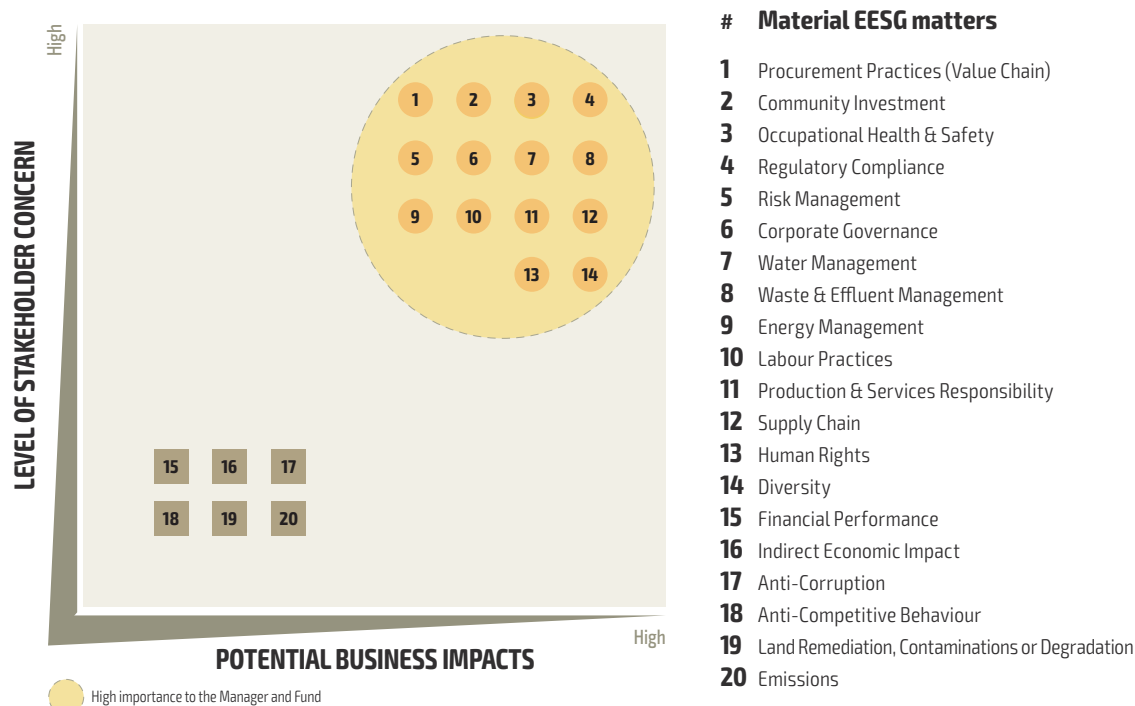 High
LEVEL OF STAKEHOLDER CONCERN
1 2 3 4
5 6 7 8
9 10 11 12
13 14
15 16 17
18 19 20
High
POTENTIAL BUSINESS IMPACTS
High importance to the Manager and Fund
# Material EESG matters
1 Procurement Practices (Value Chain)
2 Community Investment
3 Occupational Health & Safety
4 Regulatory Compliance
5 Risk Management
6 Corporate Governance
7 Water Management
8 Waste & Effluent Management
9 Energy Management
10 Labour Practices
11 Production & Services Responsibility
12 Supply Chain
13 Human Rights
14 Diversity
15 Financial Performance
16 Indirect Economic Impact
17 Anti-Corruption
18 Anti-Competitive Behaviour
19 Land Remediation, Contaminations or Degradation
20 Emissions